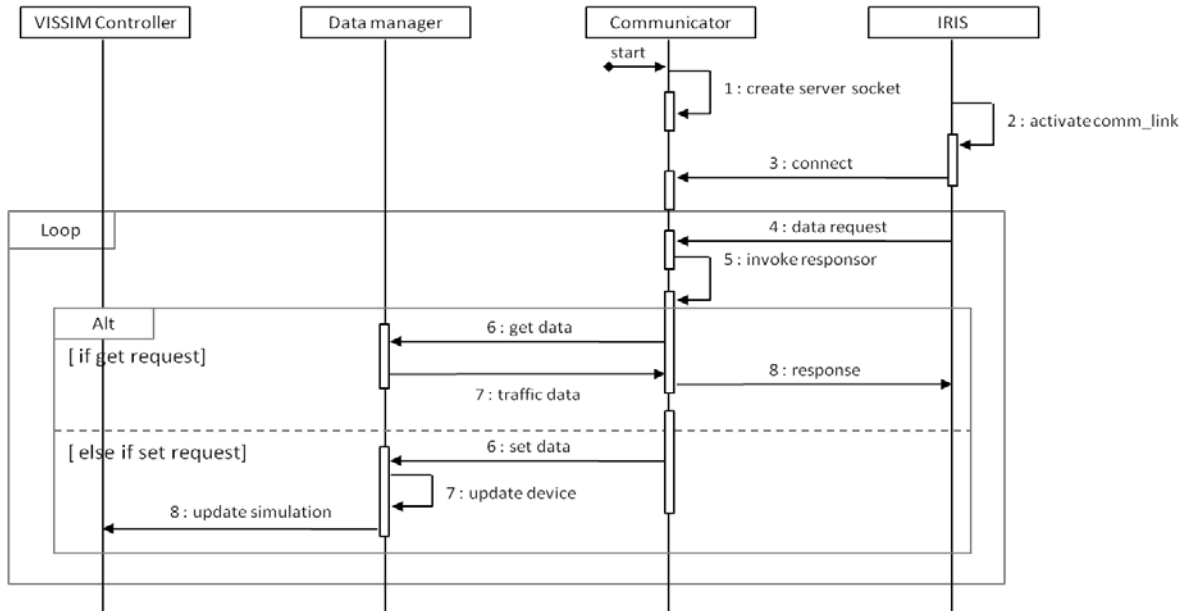 VISSIM Controller
Data manager
Communicator
IRIS
start
1 : create server socket
2 : activate comm_link
3 : connect
Loop
4 : data request
5 : invoke responsor
Alt
6 : get data
[ if get request]
8 : response
7 : traffic data
[ else if set request]
6 : set data
7 : update device
8 : update simulation